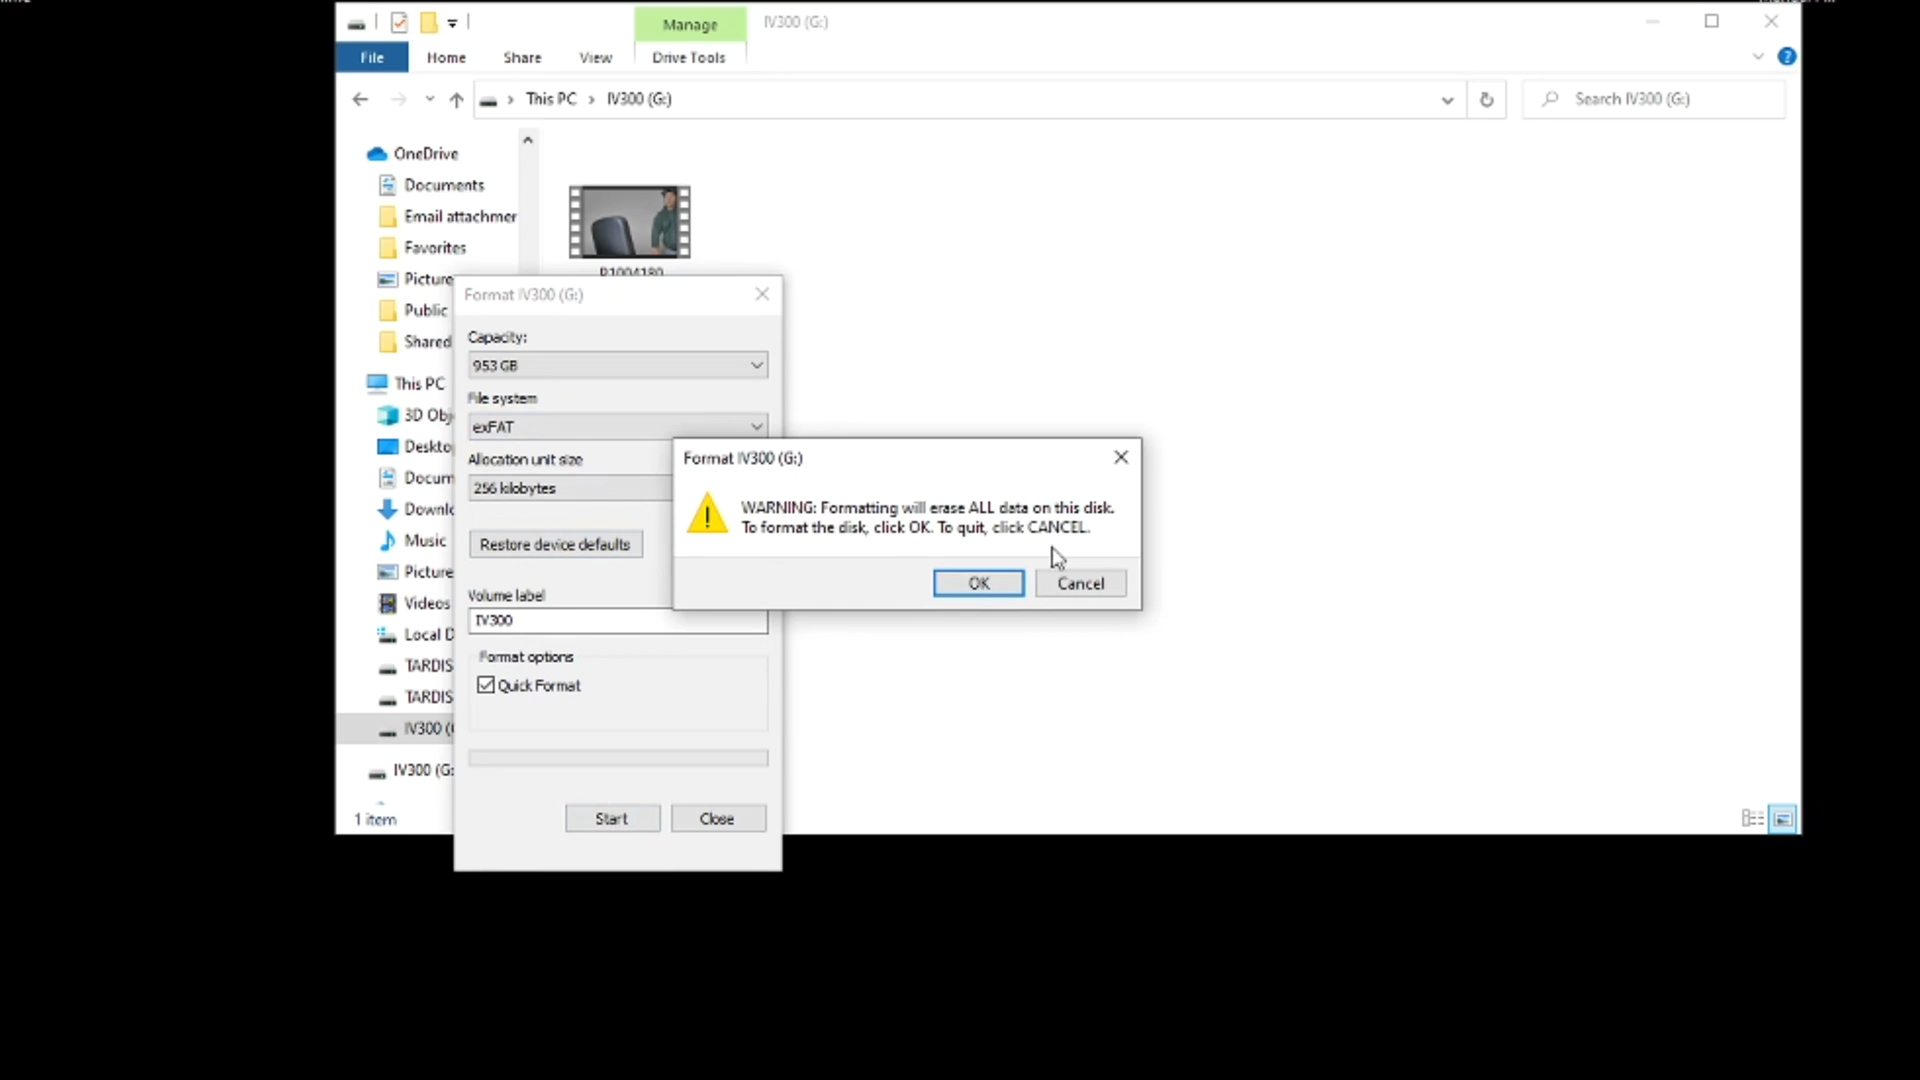 Manage
IV300 (G:)
File
Home
Share
View
Drive Tools
This PC
IV300 (G:)
Search IV300 (G:)
OneDrive
Documents
Email attachmer
Favorites
Picture
Public
Shared
This PC
3D Obj
Deskto
Docum
Downlo
Music
Picture
Videos
Local D
TARDIS
TARDIS
IV300 (
IV300 (G:
1 item
P1004180
Format IV300 (G:)
Capacity:
953 GB
File system
exFAT
Allocation unit size
256 kilobytes
Restore device defaults
Volume label
IV300
Format options
Quick Format
Start
Close
Format IV300 (G:)
WARNING: Formatting will erase ALL data on this disk.
To format the disk, click OK. To quit, click CANCEL.
OK
Cancel